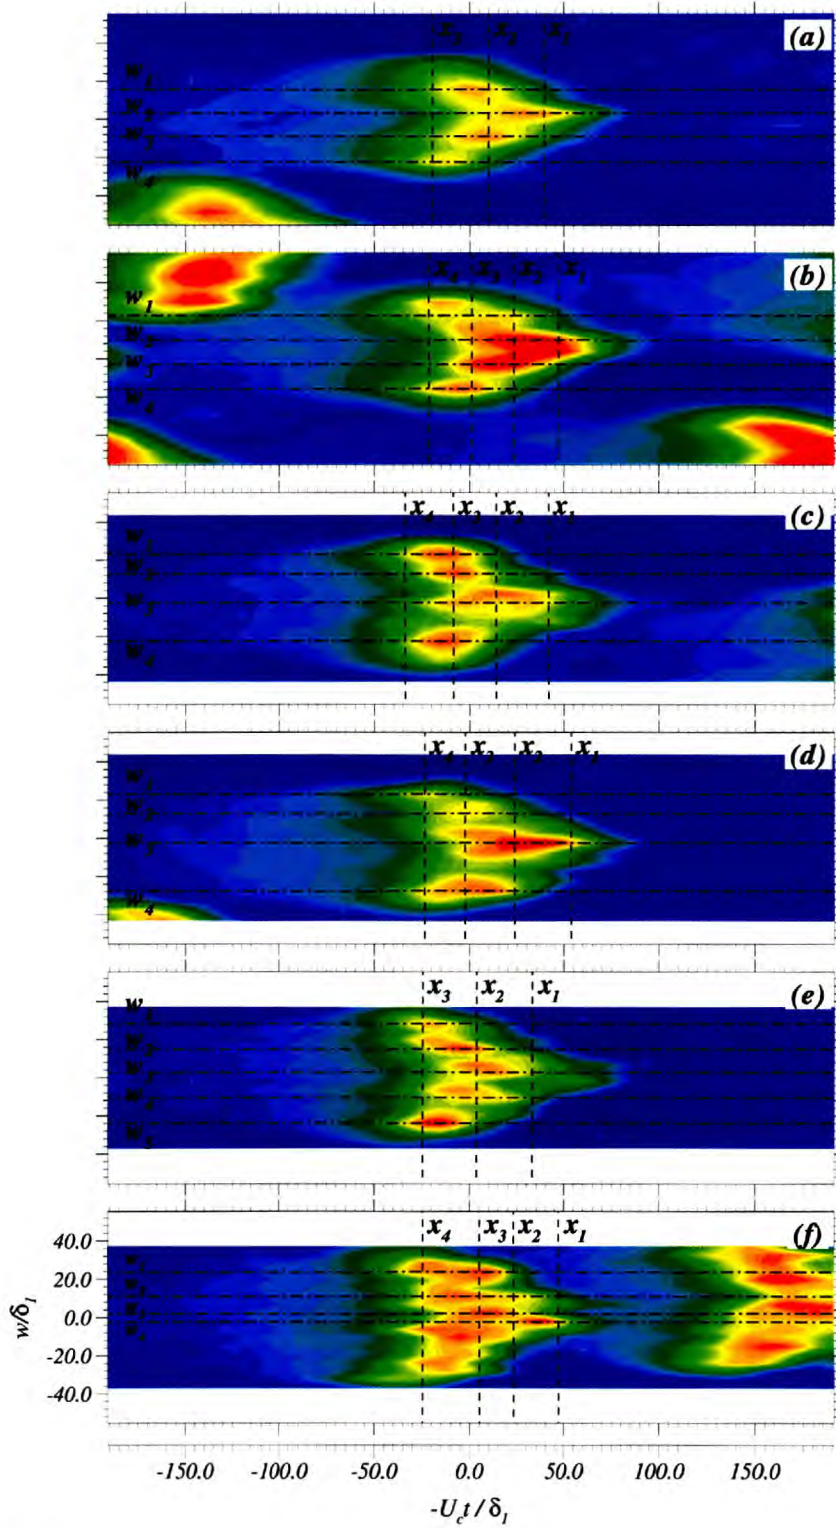 x₃ x₂ x₁ (a)
w₁
w₂
w₃
w₄
x₄ x₃ x₂ x₁ (b)
w₁
w₂
w₃
w₄
x₄ x₃ x₂ x₁ (c)
w₁
w₂
w₃
w₄
x₄ x₃ x₂ x₁ (d)
w₁
w₂
w₃
w₄
x₃ x₂ x₁ (e)
w₁
w₂
w₃
w₄
w₅
x₄ x₃ x₂ x₁ (f)
w/δ₁
40.0
20.0
0.0
-20.0
-40.0
w₁
w₃
w₄
-150.0 -100.0 -50.0 0.0 50.0 100.0 150.0
-U꜀t/δ₁